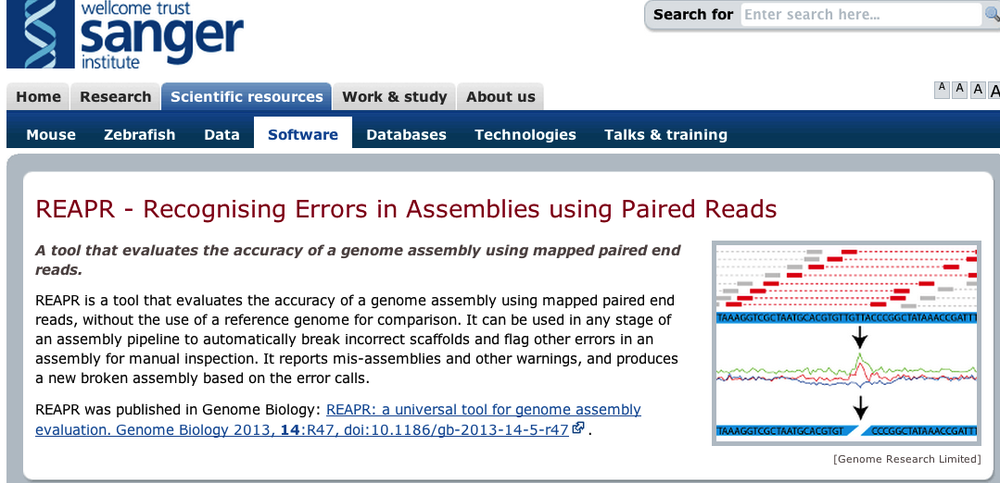 wellcome trust
sanger
institute
Search for Enter search here...
Home Research Scientific resources Work & study About us
A A A A
Mouse Zebrafish Data Software Databases Technologies Talks & training
REAPR - Recognising Errors in Assemblies using Paired Reads
A tool that evaluates the accuracy of a genome assembly using mapped paired end
reads.
REAPR is a tool that evaluates the accuracy of a genome assembly using mapped paired end
reads, without the use of a reference genome for comparison. It can be used in any stage of
an assembly pipeline to automatically break incorrect scaffolds and flag other errors in an
assembly for manual inspection. It reports mis-assemblies and other warnings, and produces
a new broken assembly based on the error calls.
REAPR was published in Genome Biology: REAPR: a universal tool for genome assembly
evaluation. Genome Biology 2013, 14:R47, doi:10.1186/gb-2013-14-5-r47 .
TAAAGGTCGCTAATGCACGTGTTGTTACCCGGCTATAAACCGATTT
TAAAGGTCGCTAATGCACGTGT CCCGGCTATAAACCGATTT
[Genome Research Limited]